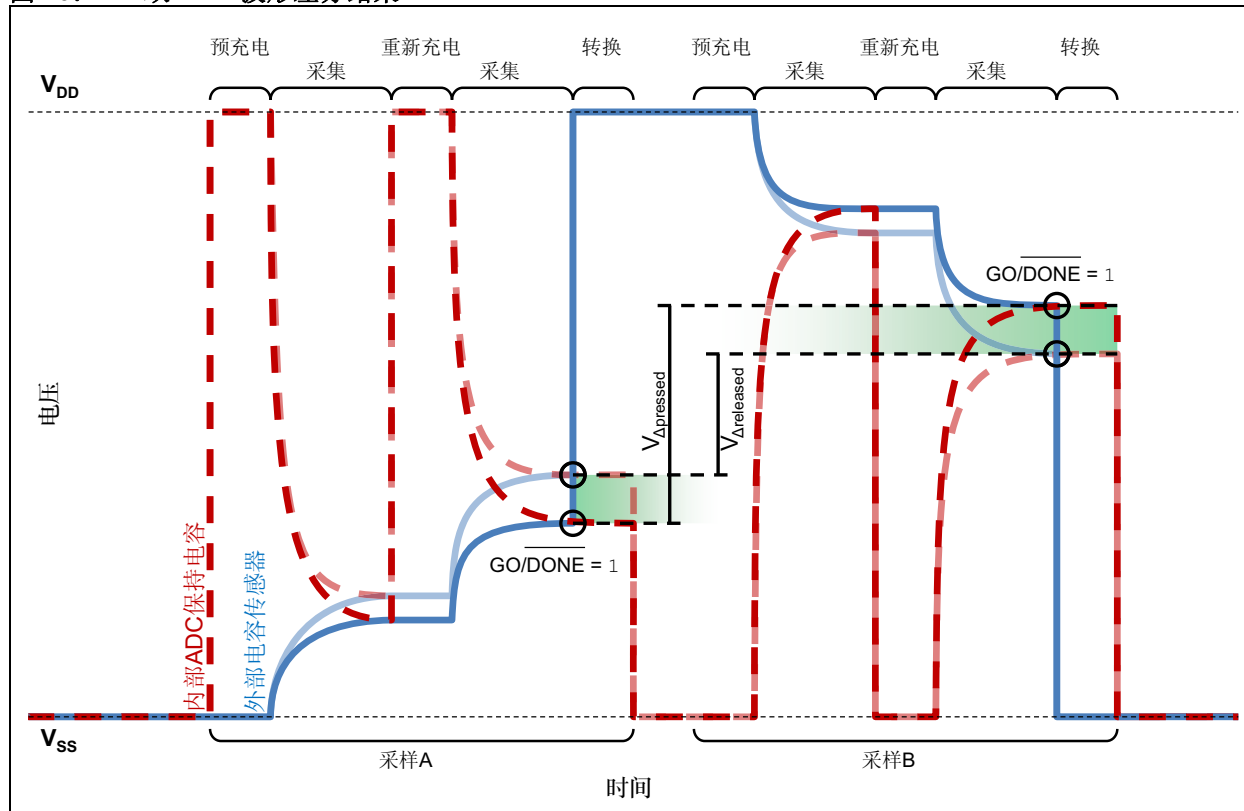 预充电
重新充电
转换
预充电
重新充电
转换
采集
采集
采集
采集
VDD
GO/DONE = 1
电压
VΔpressed
VΔreleased
GO/DONE = 1
内部ADC保持电容
外部电容传感器
VSS
采样A
采样B
时间